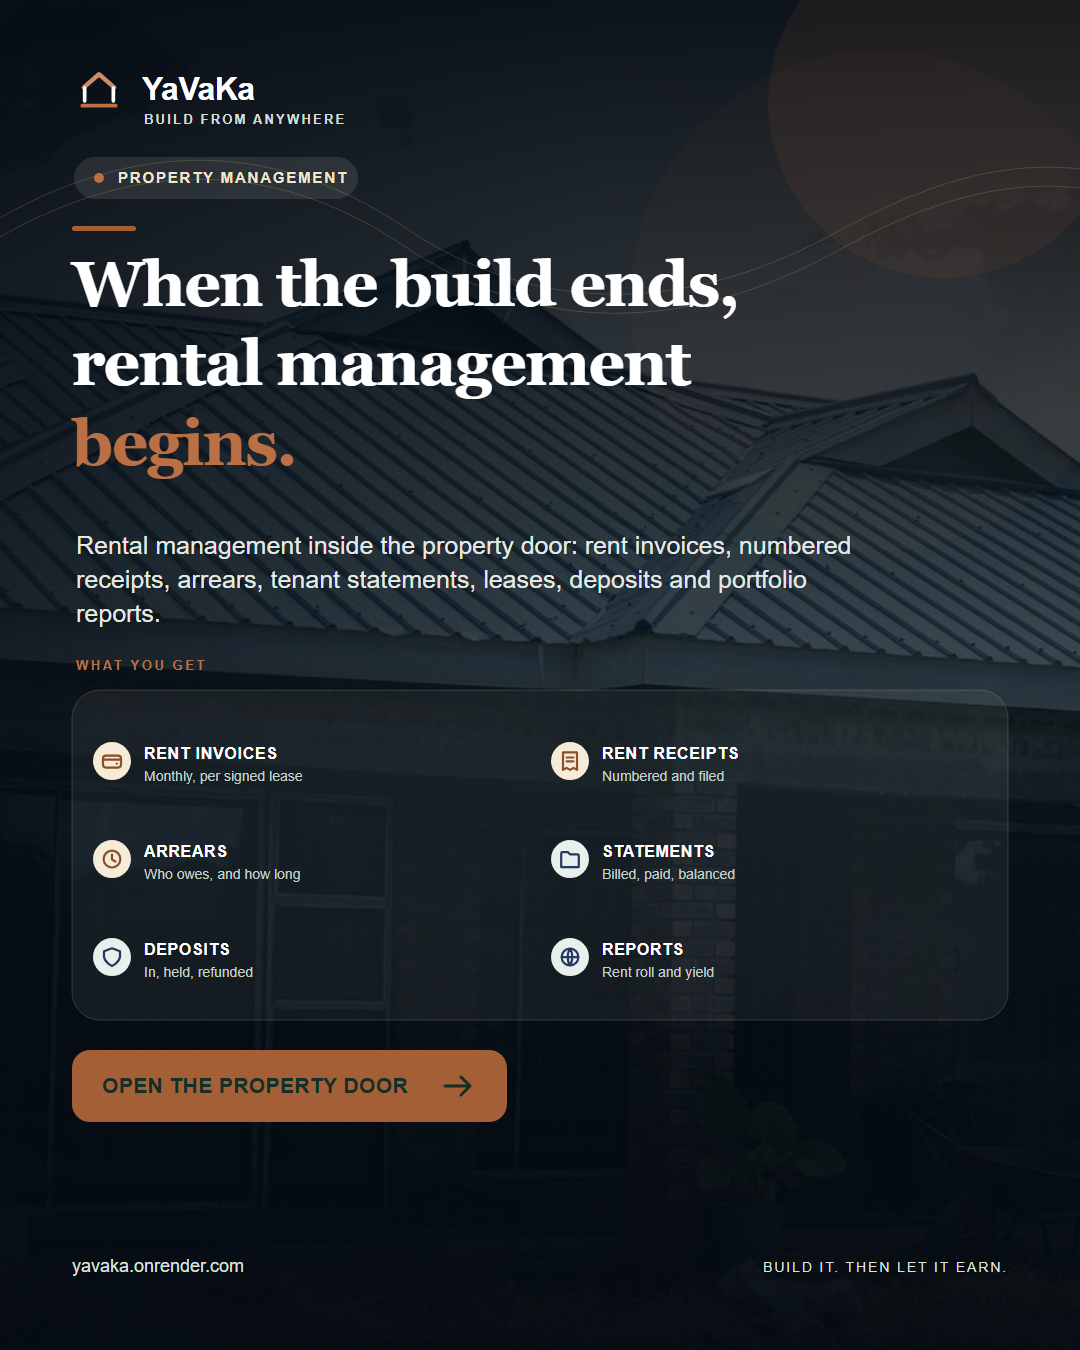 YaVaKa
BUILD FROM ANYWHERE
PROPERTY MANAGEMENT
When the build ends,
rental management
begins.
Rental management inside the property door: rent invoices, numbered
receipts, arrears, tenant statements, leases, deposits and portfolio
reports.
WHAT YOU GET
RENT INVOICES
Monthly, per signed lease
RENT RECEIPTS
Numbered and filed
ARREARS
Who owes, and how long
STATEMENTS
Billed, paid, balanced
DEPOSITS
In, held, refunded
REPORTS
Rent roll and yield
OPEN THE PROPERTY DOOR
yavaka.onrender.com
BUILD IT. THEN LET IT EARN.